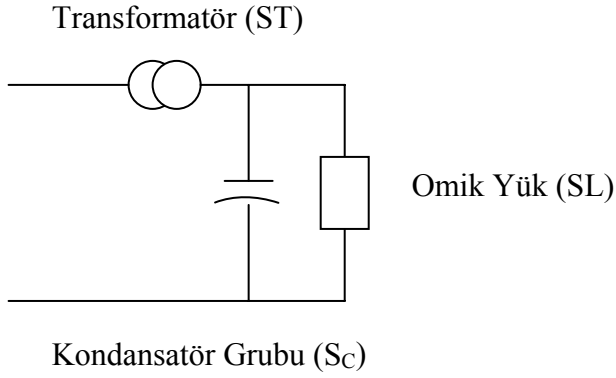 Transformatör (ST)
Omik Yük (SL)
Kondansatör Grubu (SC)